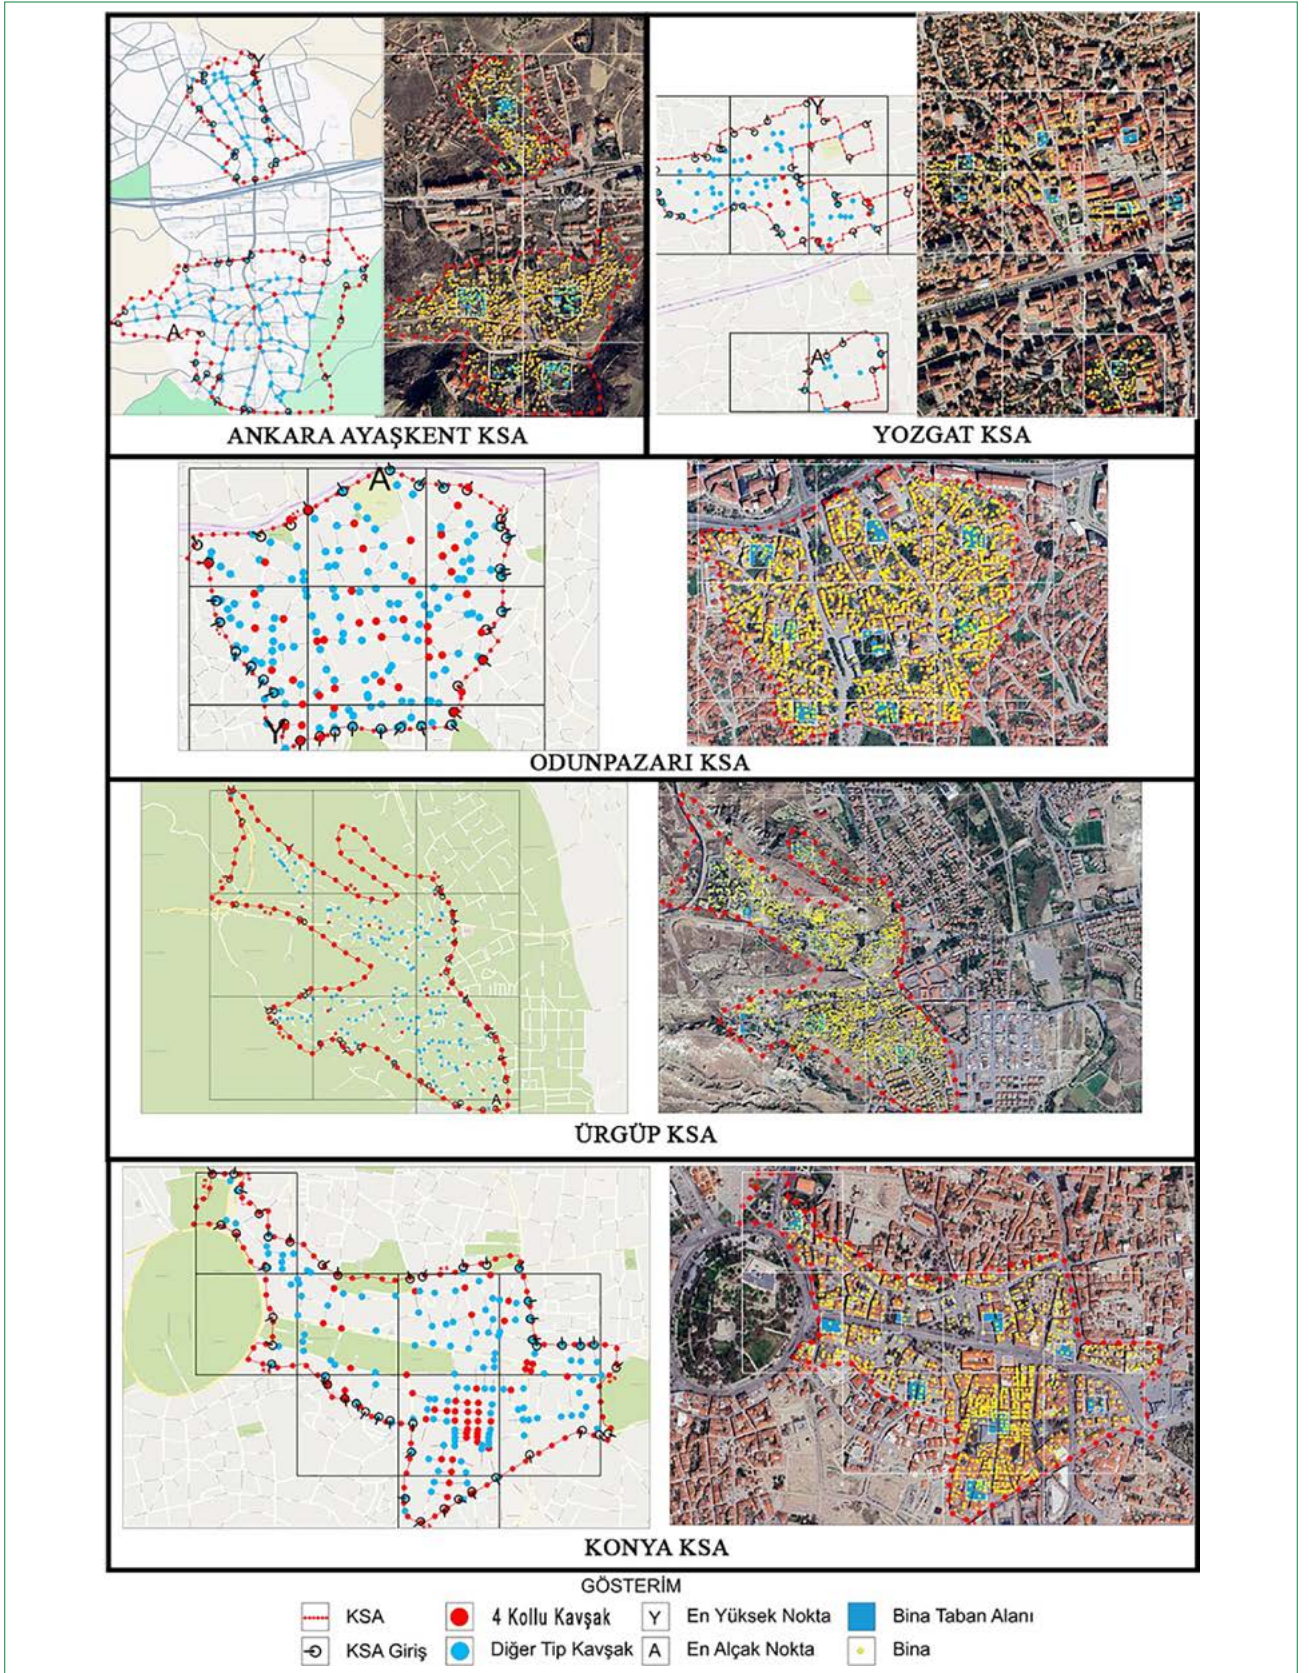 Y
A
ANKARA AYAŞKENT KSA
Y
A
YOZGAT KSA
A
Y
ODUNPAZARI KSA
Y
A
ÜRGÜP KSA
KONYA KSA
GÖSTERİM
KSA
4 Kollu Kavşak
Y En Yüksek Nokta
Bina Taban Alanı
KSA Giriş
Diğer Tip Kavşak
A En Alçak Nokta
Bina